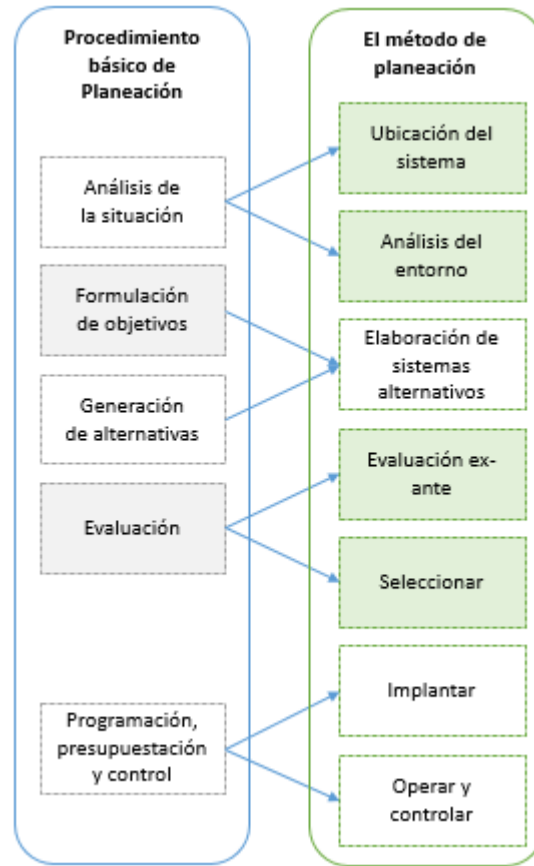 Procedimiento
básico de
Planeación
Análisis de
la situación
Formulación
de objetivos
Generación
de alternativas
Evaluación
Programación,
presupuestación
y control
El método de
planeación
Ubicación del
sistema
Análisis del
entorno
Elaboración de
sistemas
alternativos
Evaluación ex-
ante
Seleccionar
Implantar
Operar y
controlar